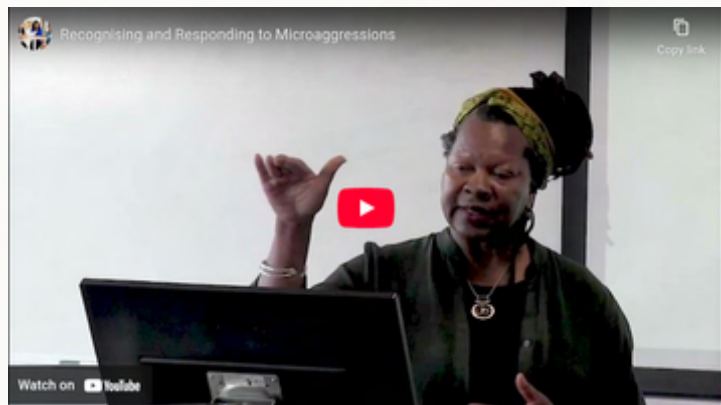 Recognising and Responding to Microaggressions
Copy link
Watch on YouTube